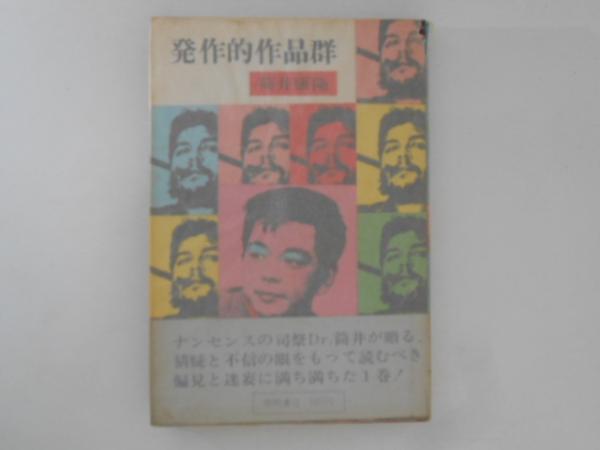 発作的作品群
筒井康隆
ナンセンスの司祭Dr.筒井が贈る、
猜疑と不信の眼をもって読むべき
偏見と迷妄に満ち満ちた1巻!